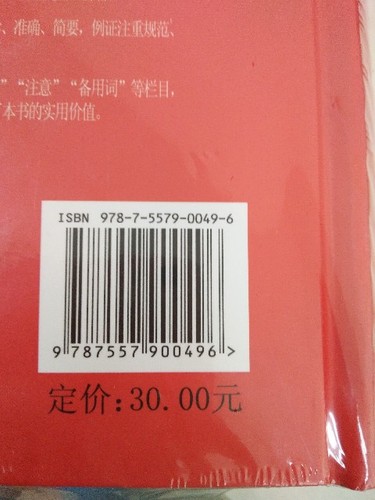 、准确、简要，例证注重规范、
”“注意”“备用词”等栏目，
本书的实用价值。
ISBN 978-7-5579-0049-6
9 787557 900496 >
定价：30.00元